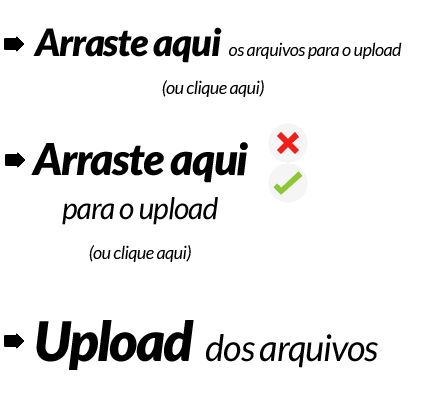 Arraste aqui os arquivos para o upload
(ou clique aqui)
Arraste aqui
para o upload
(ou clique aqui)
Upload dos arquivos